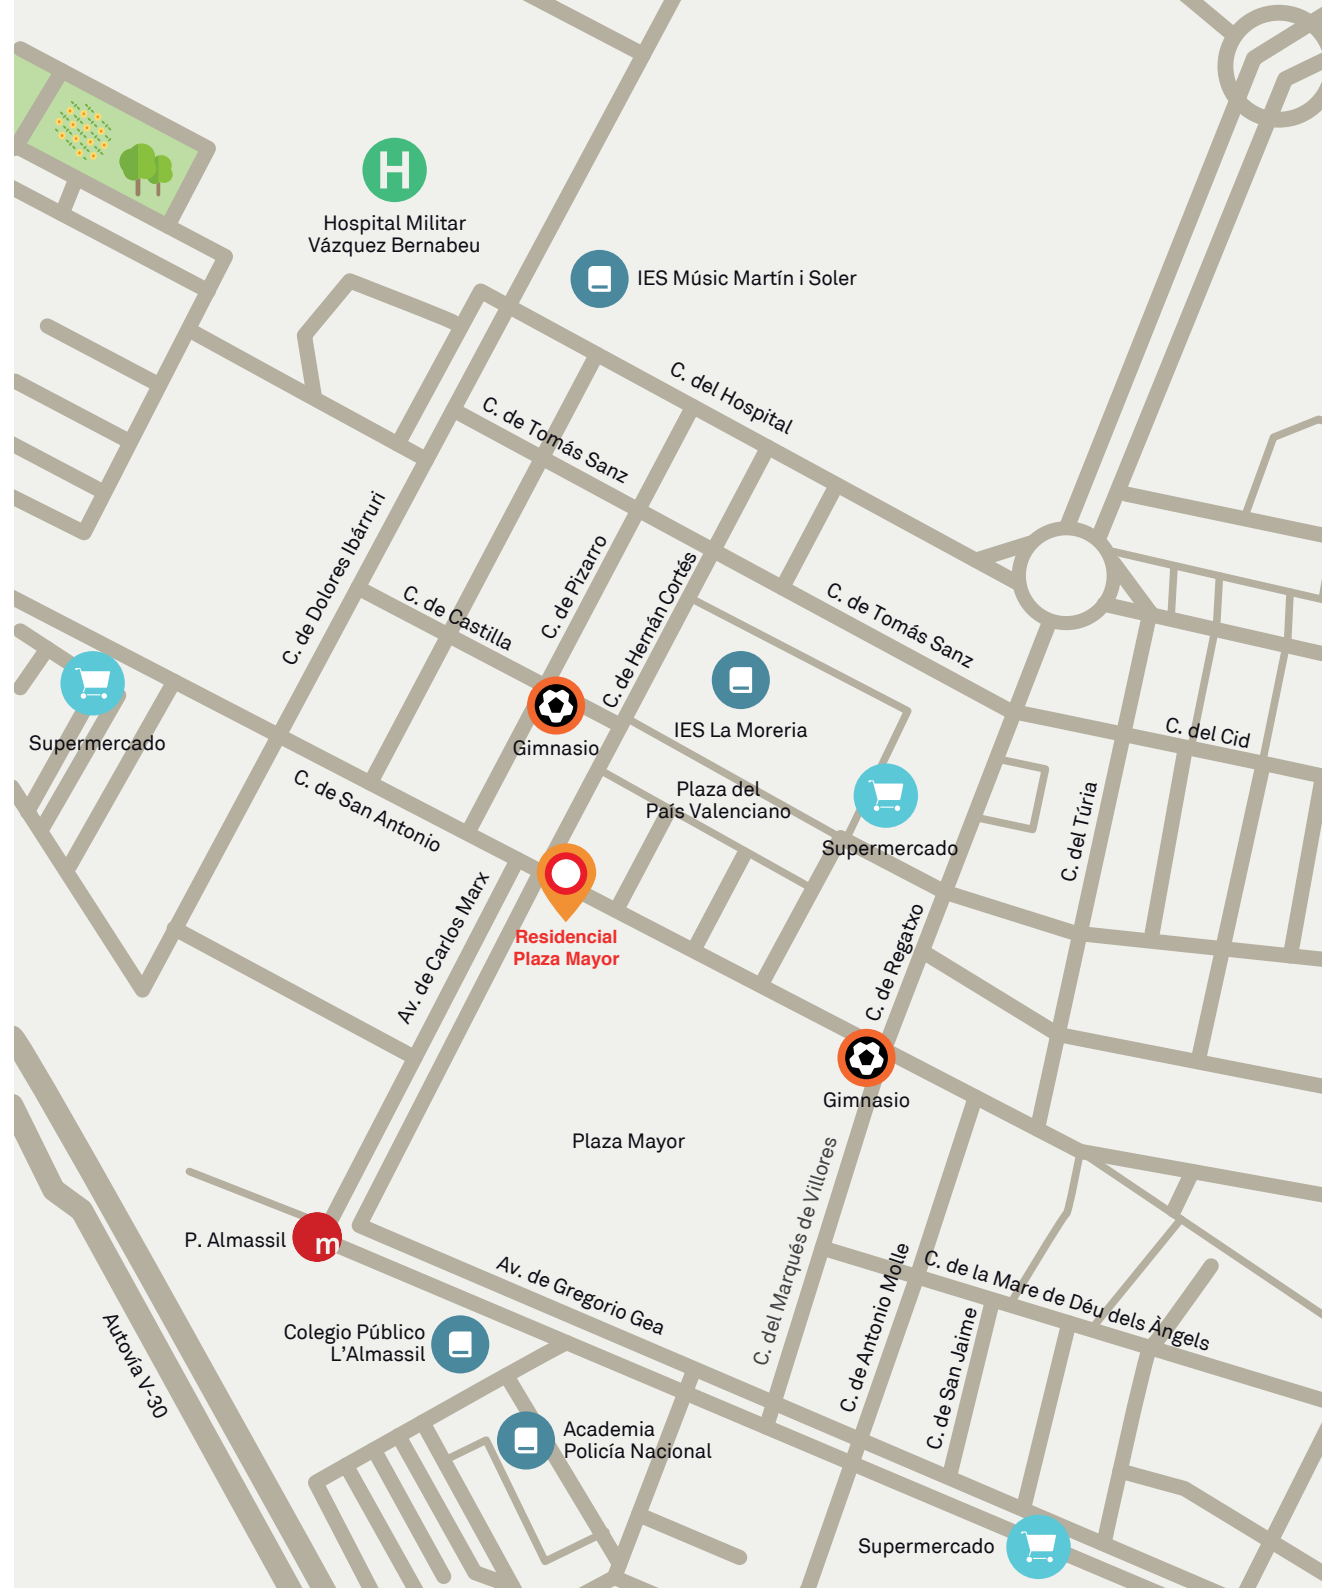 H
Hospital Militar
Vázquez Bernabeu
IES Músic Martín i Soler
C. del Hospital
C. de Tomás Sanz
C. de Dolores Ibárruri
C. de Pizarro
C. de Hernán Cortés
C. de Castilla
C. de Tomás Sanz
Supermercado
Gimnasio
IES La Moreria
C. del Cid
Plaza del
País Valenciano
C. de San Antonio
Supermercado
C. del Túria
Av. de Carlos Marx
Residencial
Plaza Mayor
C. de Regatxo
Gimnasio
Plaza Mayor
C. del Marqués de Villores
P. Almassil
m
C. de Antonio Molle
C. de la Mare de Déu dels Àngels
Av. de Gregorio Gea
Autovía V-30
Colegio Público
L'Almassil
C. de San Jaime
Academia
Policía Nacional
Supermercado